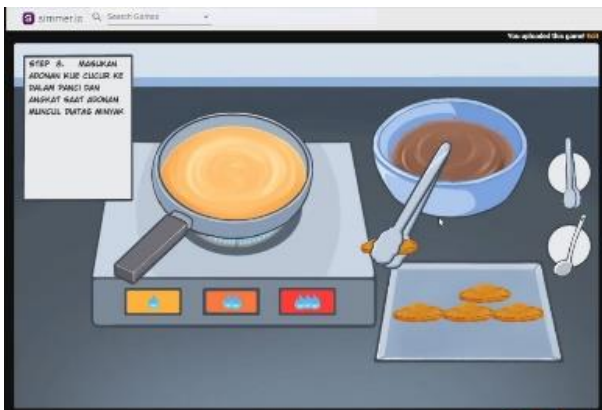 simmer.io Search Games
You uploaded this game! Edit
STEP 8. MASUKAN
ADONAN KUE CUCUR KE
DALAM PANCI DAN
ANGKAT SAAT ADONAN
MUNCUL DIATAS MINYAK